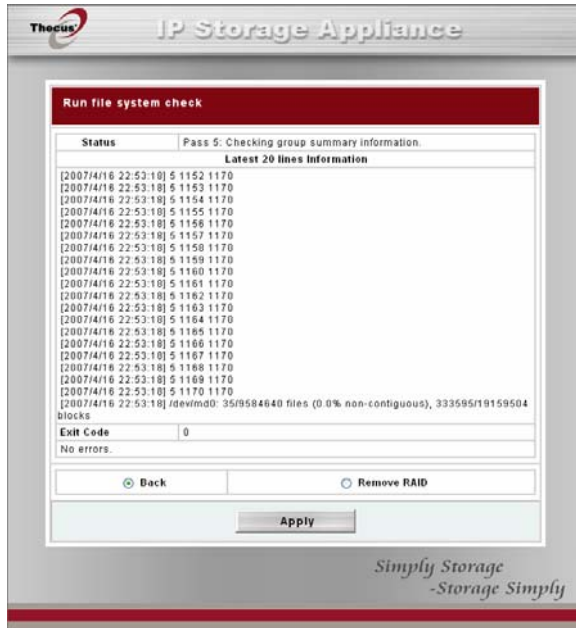 Thecus
IP Storage Appliance
Run file system check
Status Pass 5: Checking group summary information.
Latest 20 lines Information
[2007/4/16 22:53:18] 5 1152 1170
[2007/4/16 22:53:18] 5 1153 1170
[2007/4/16 22:53:18] 5 1154 1170
[2007/4/16 22:53:18] 5 1155 1170
[2007/4/16 22:53:18] 5 1156 1170
[2007/4/16 22:53:18] 5 1157 1170
[2007/4/16 22:53:18] 5 1158 1170
[2007/4/16 22:53:18] 5 1159 1170
[2007/4/16 22:53:18] 5 1160 1170
[2007/4/16 22:53:18] 5 1161 1170
[2007/4/16 22:53:18] 5 1162 1170
[2007/4/16 22:53:18] 5 1163 1170
[2007/4/16 22:53:18] 5 1164 1170
[2007/4/16 22:53:18] 5 1165 1170
[2007/4/16 22:53:18] 5 1166 1170
[2007/4/16 22:53:18] 5 1167 1170
[2007/4/16 22:53:18] 5 1168 1170
[2007/4/16 22:53:18] 5 1169 1170
[2007/4/16 22:53:18] 5 1170 1170
[2007/4/16 22:53:18] /dev/md0: 35/9584640 files (0.0% non-contiguous), 333595/19159504
blocks
Exit Code 0
No errors.
Back Remove RAID
Apply
Simply Storage
-Storage Simply